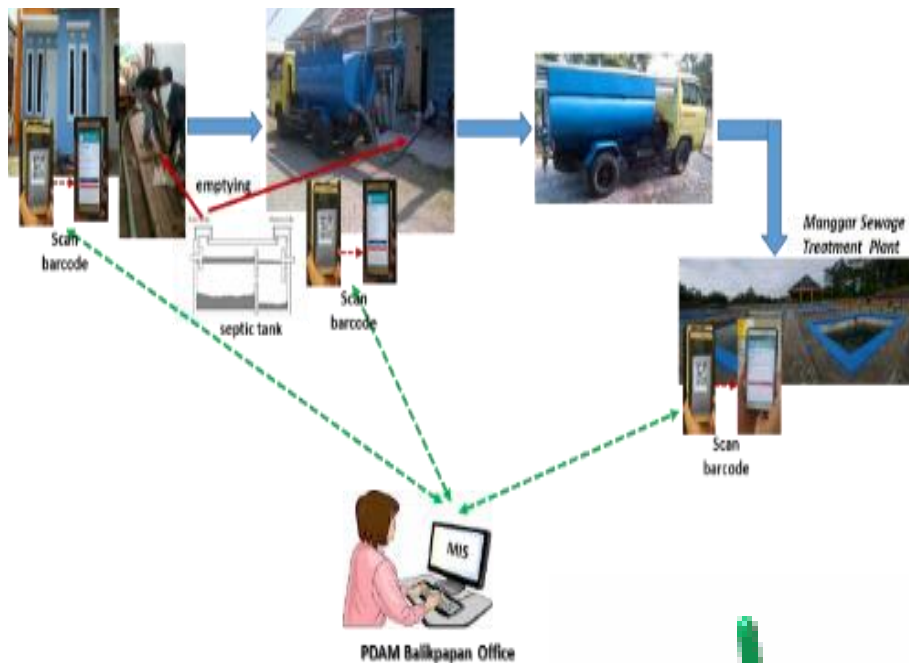 emptying
Scan
barcode
septic tank
Scan
barcode
Manggar Sewage
Treatment Plant
Scan
barcode
MIS
PDAM Balikpapan Office